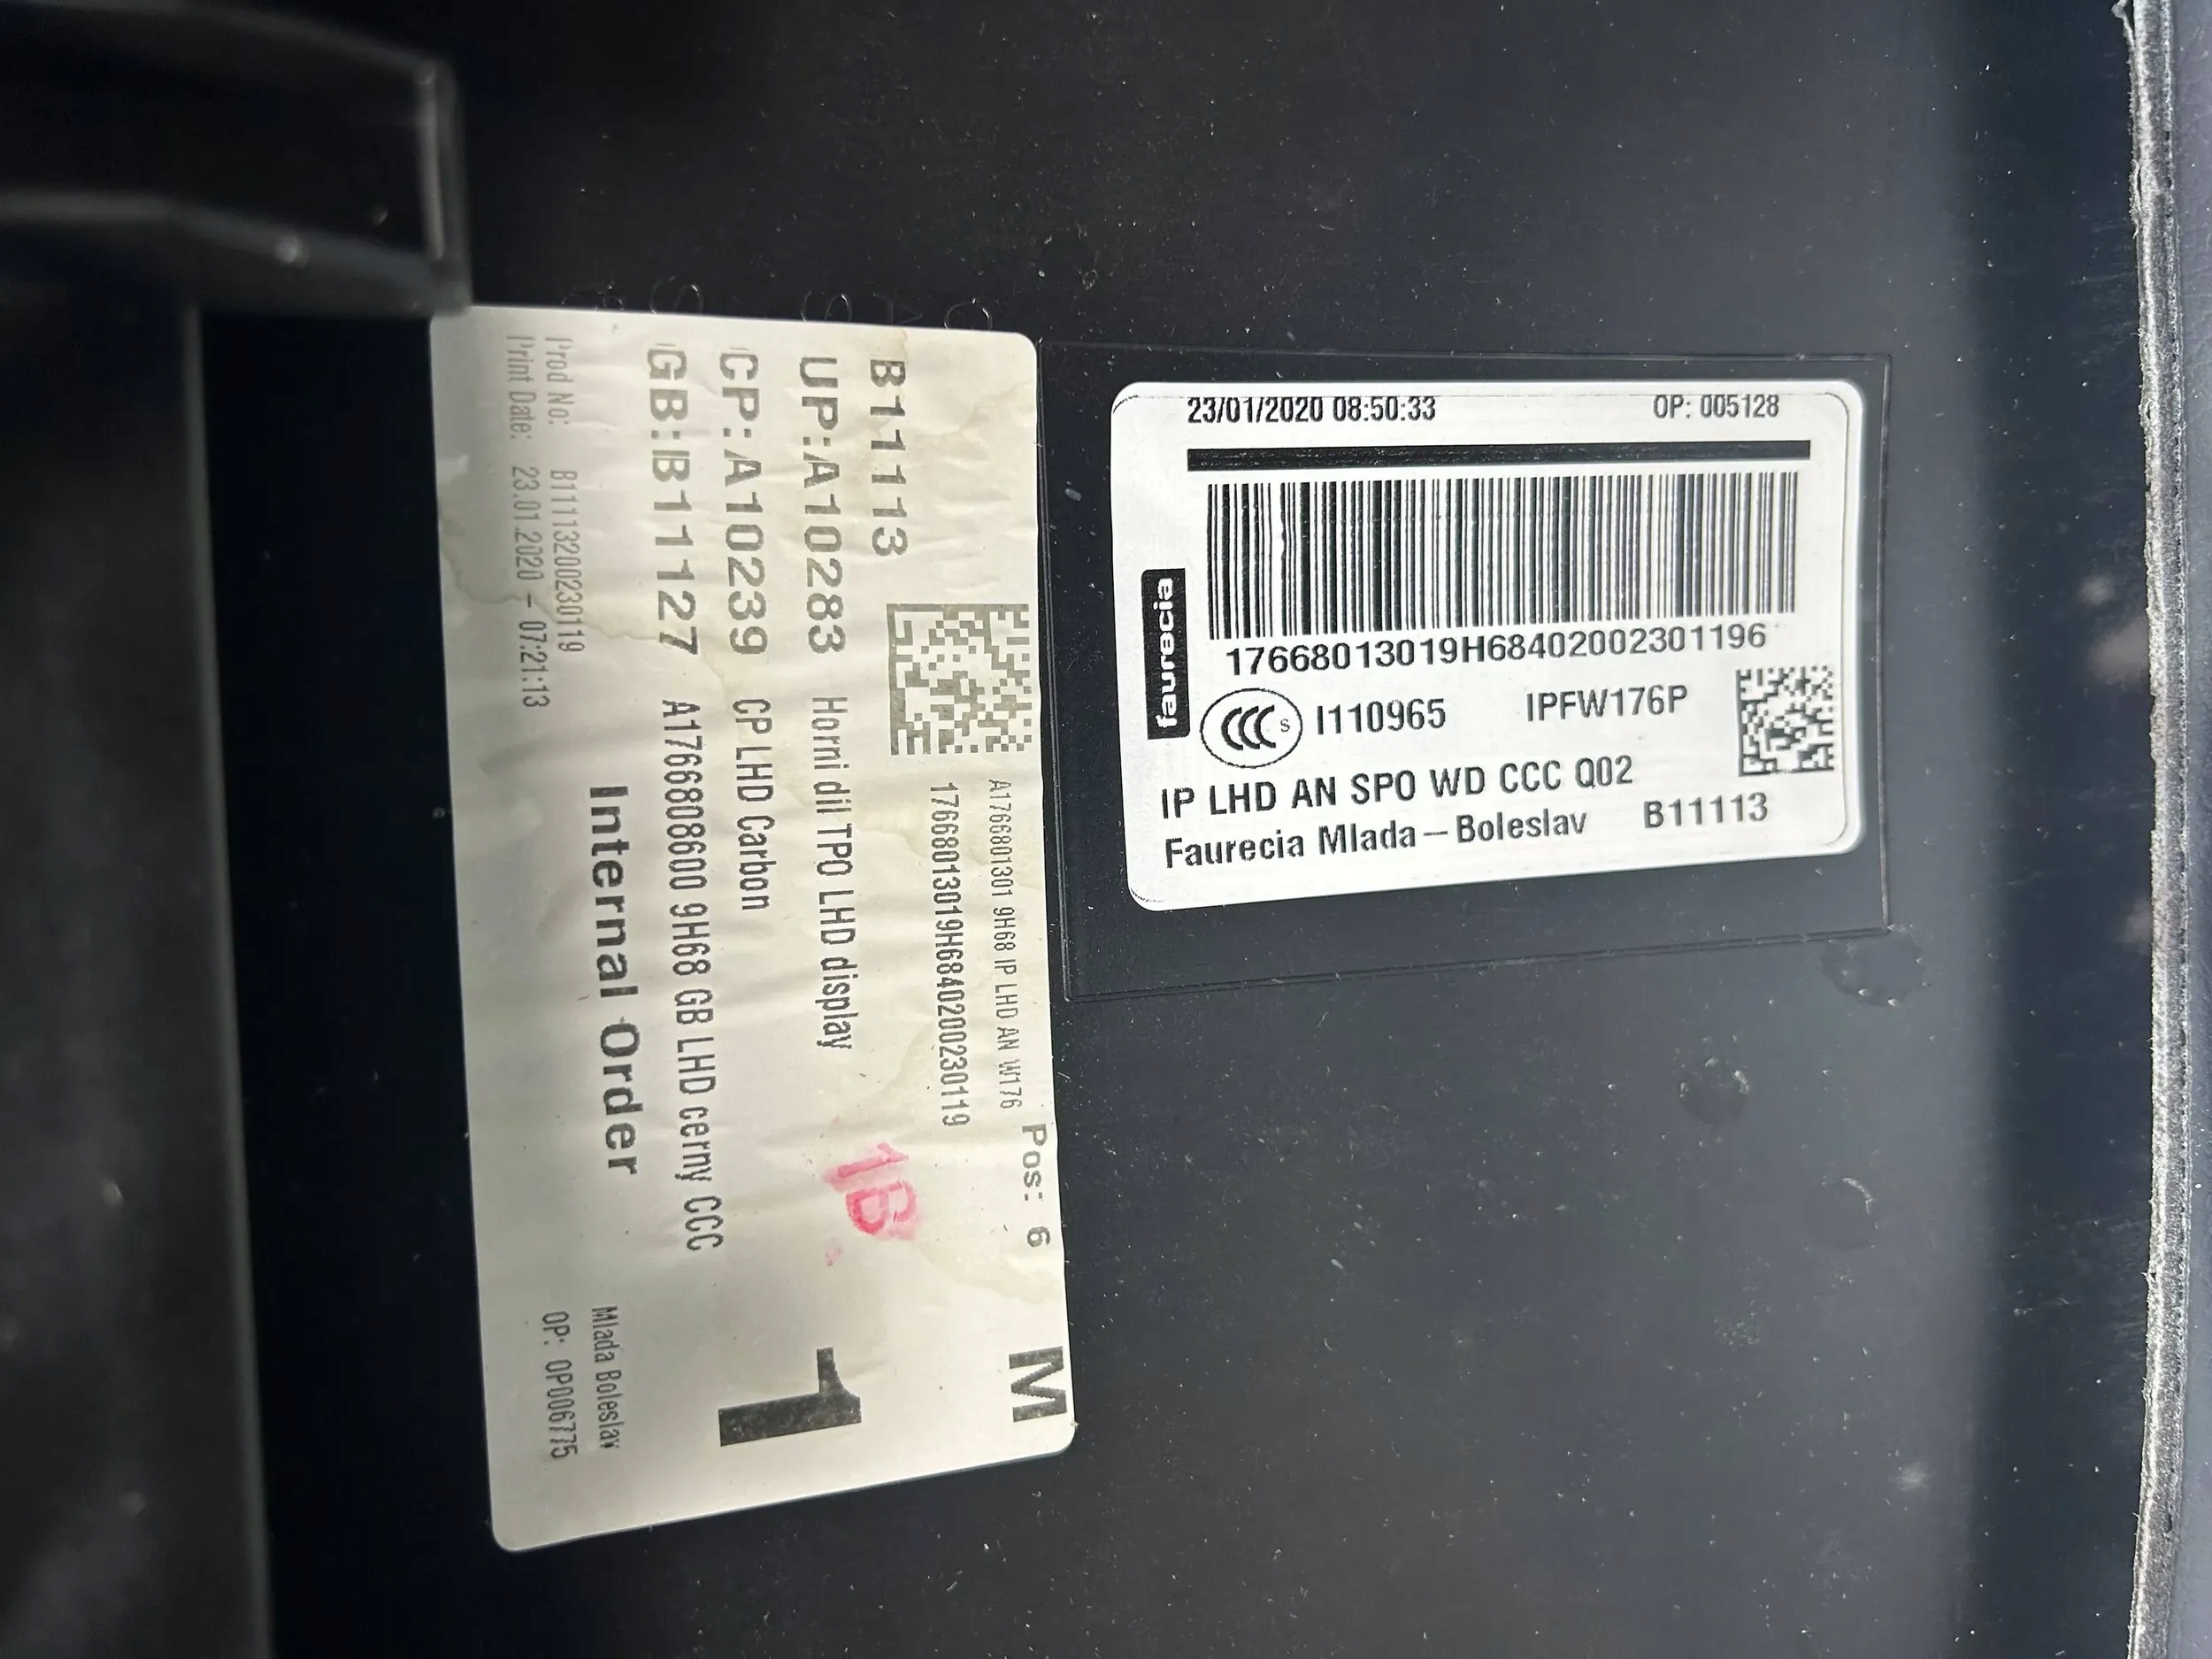 23/01/2020 08:50:33 OP: 005128
faurecia
17668013019H68402002301196
CCC S I110965 IPFW176P
IP LHD AN SPO WD CCC Q02
Faurecia Mlada – Boleslav B11113
Pos: 6 M
A1766801301 9H68 IP LHD AN W176
17668013019H6840200230119
B11113
1B
UP:A10283 Horni dil TPO LHD display
1
CP:A10239 CP LHD Carbon
GB:B11127 A1766808600 9H68 GB LHD cerny CCC
Internal Order
Mlada Boleslav
Prod No: B1113200230119
OP: OP006775
Print Date: 23.01.2020 - 07:21:13